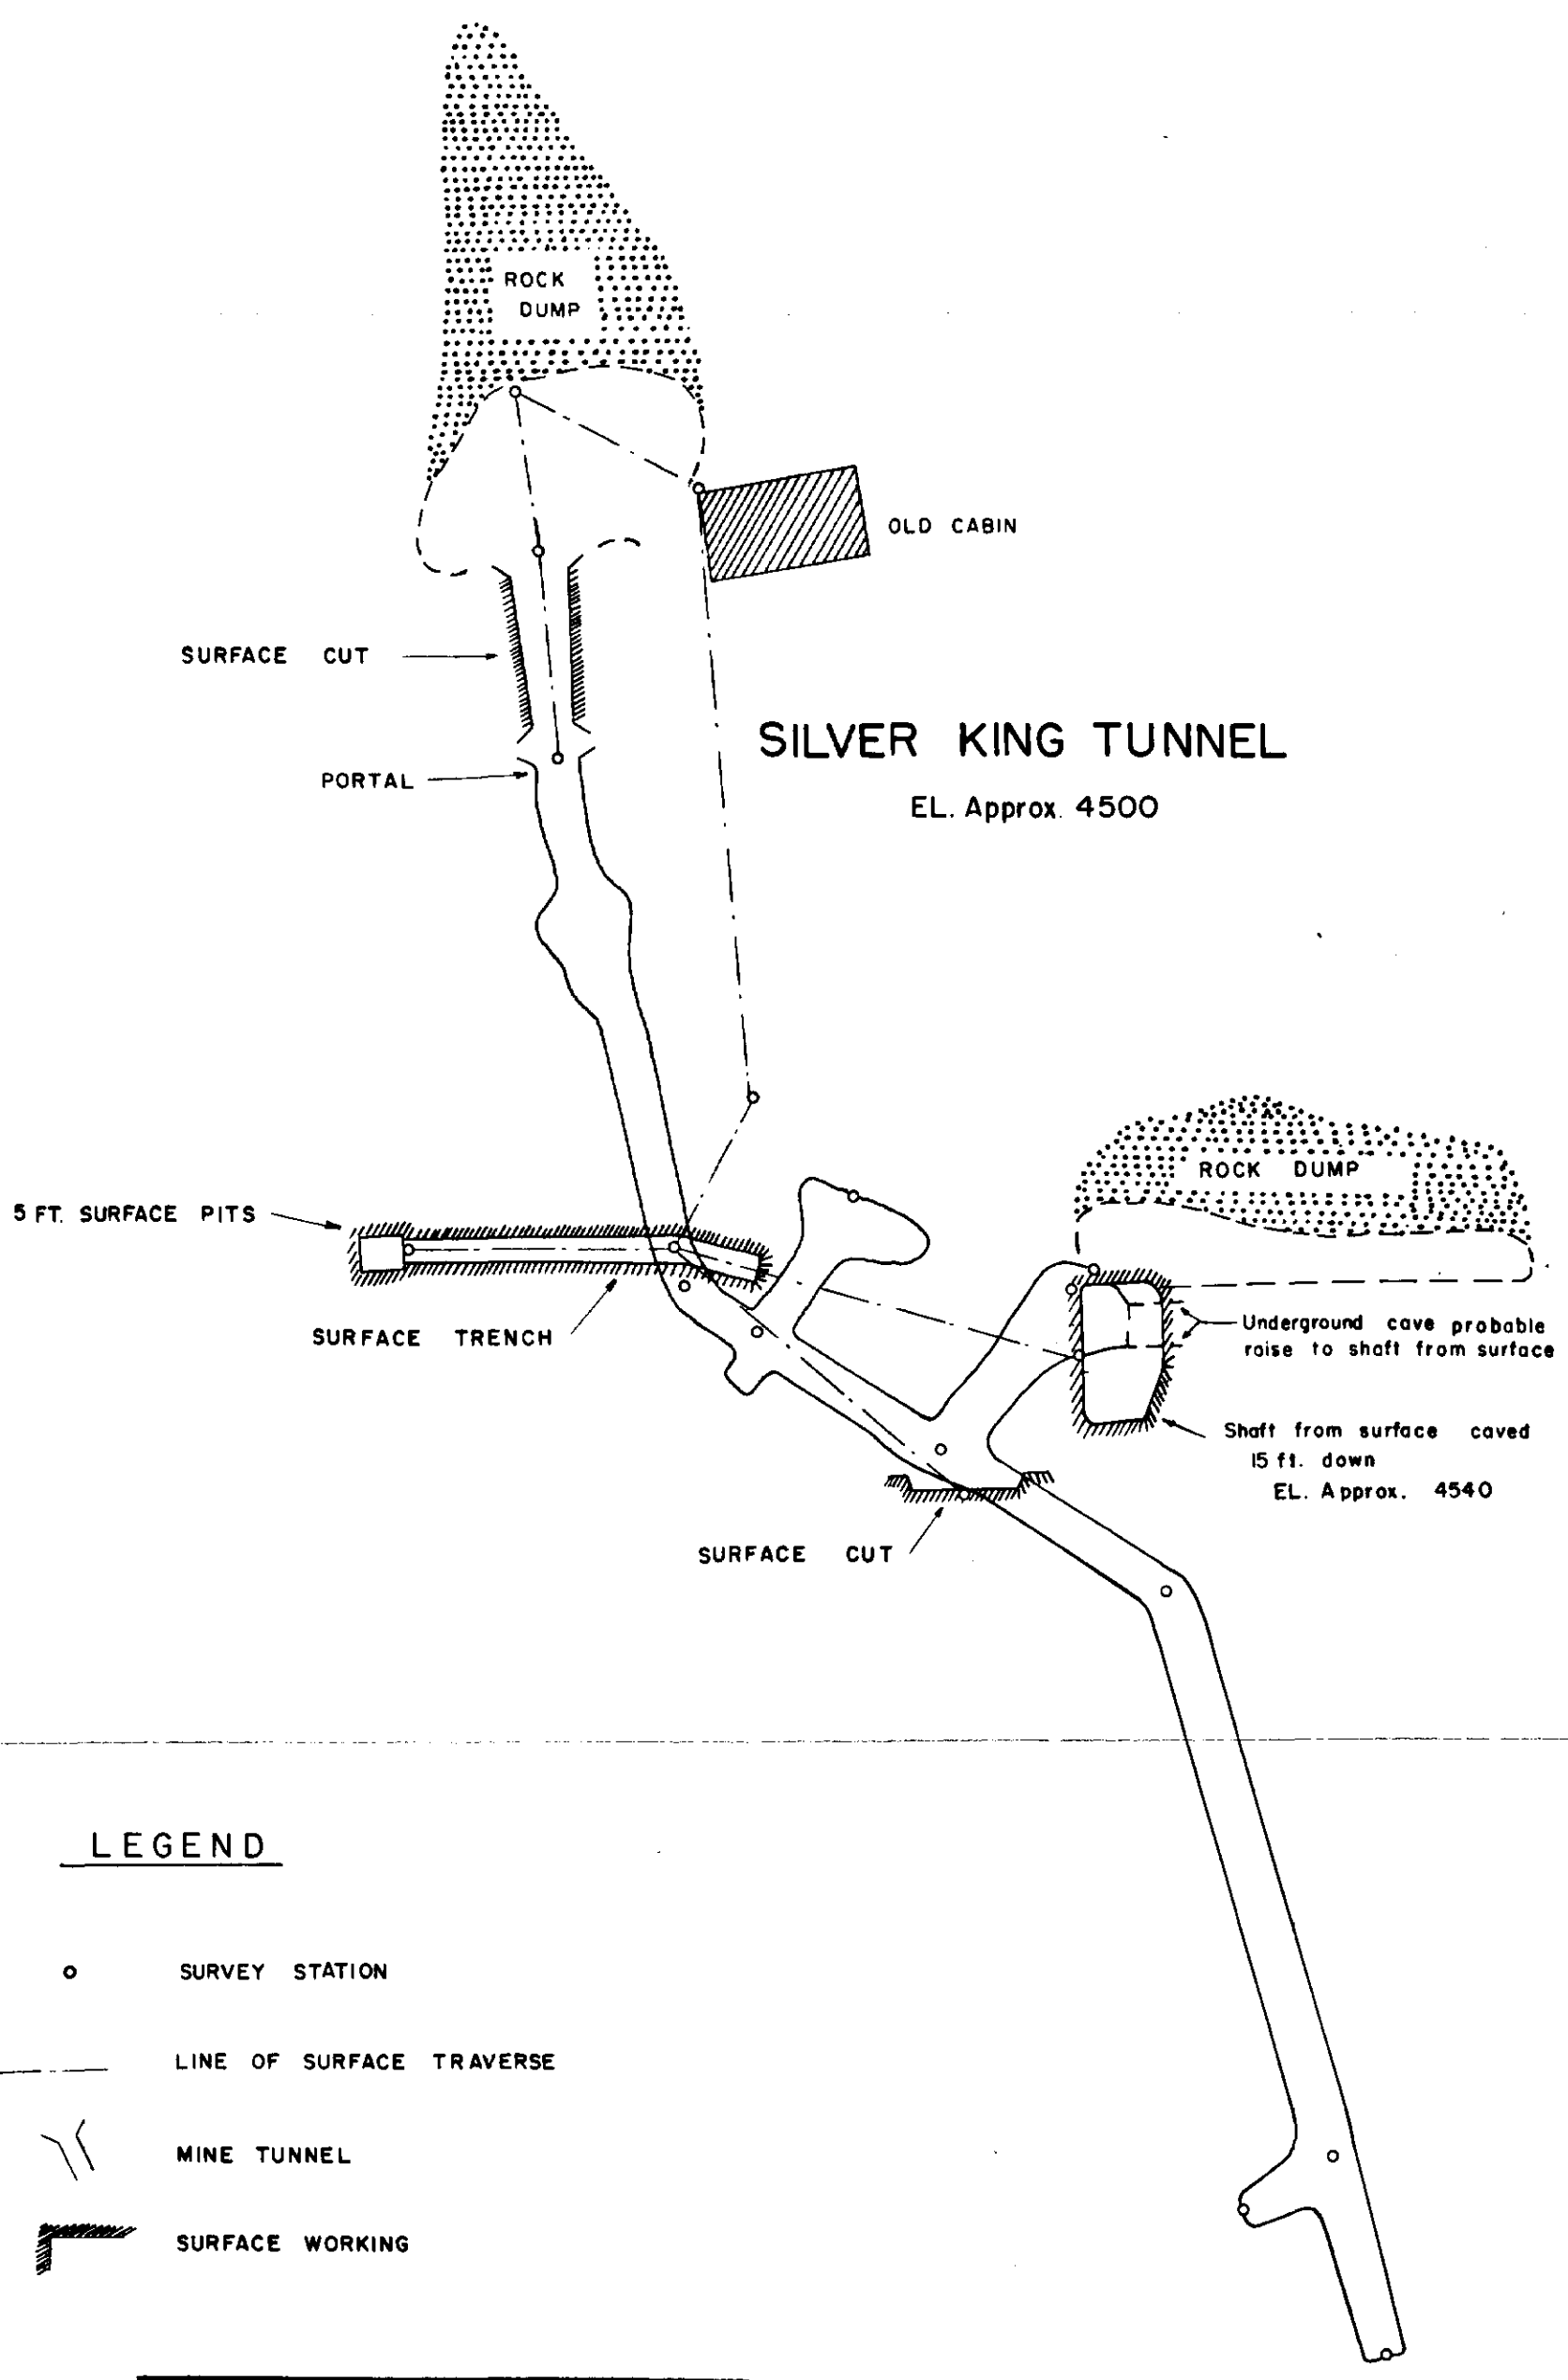 ROCK
DUMP
OLD CABIN
SURFACE CUT
SILVER KING TUNNEL
PORTAL
EL. Approx. 4500
ROCK DUMP
5 FT. SURFACE PITS
Underground cave probable
raise to shaft from surface
SURFACE TRENCH
Shaft from surface caved
15 ft. down
EL. Approx. 4540
SURFACE CUT
LEGEND
SURVEY STATION
LINE OF SURFACE TRAVERSE
MINE TUNNEL
SURFACE WORKING